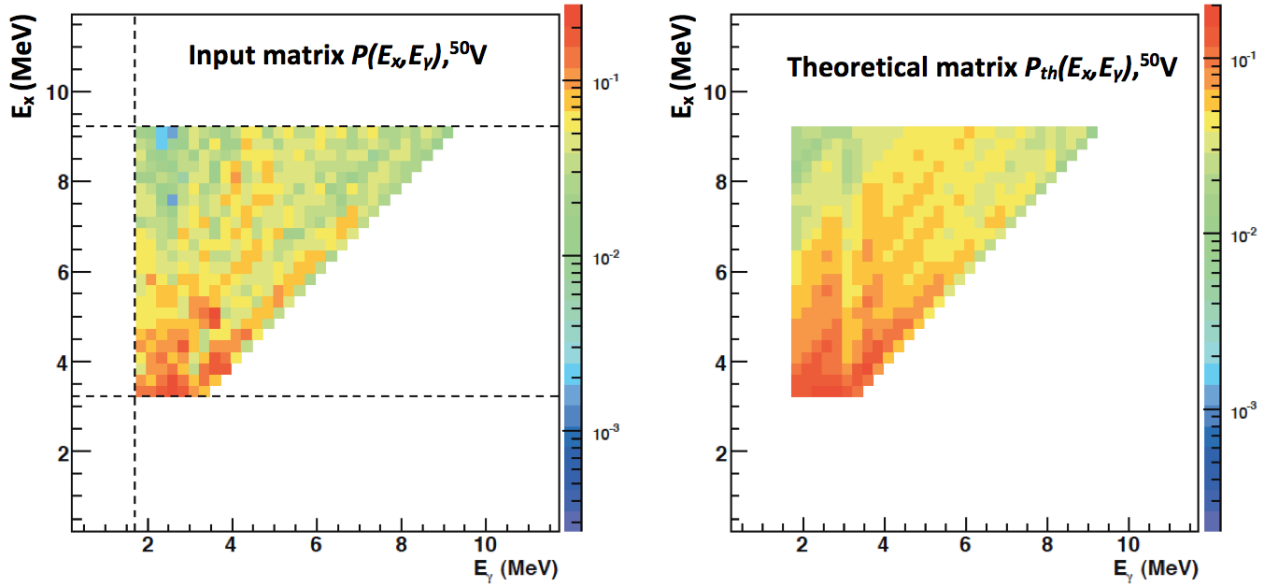 Input matrix P(Eₓ,Eᵧ),⁵⁰V
Eₓ (MeV)
10
8
6
4
2
2 4 6 8 10
Eᵧ (MeV)
10⁻¹
10⁻²
10⁻³
Theoretical matrix Pₜₕ(Eₓ,Eᵧ),⁵⁰V
Eₓ (MeV)
10
8
6
4
2
2 4 6 8 10
Eᵧ (MeV)
10⁻¹
10⁻²
10⁻³